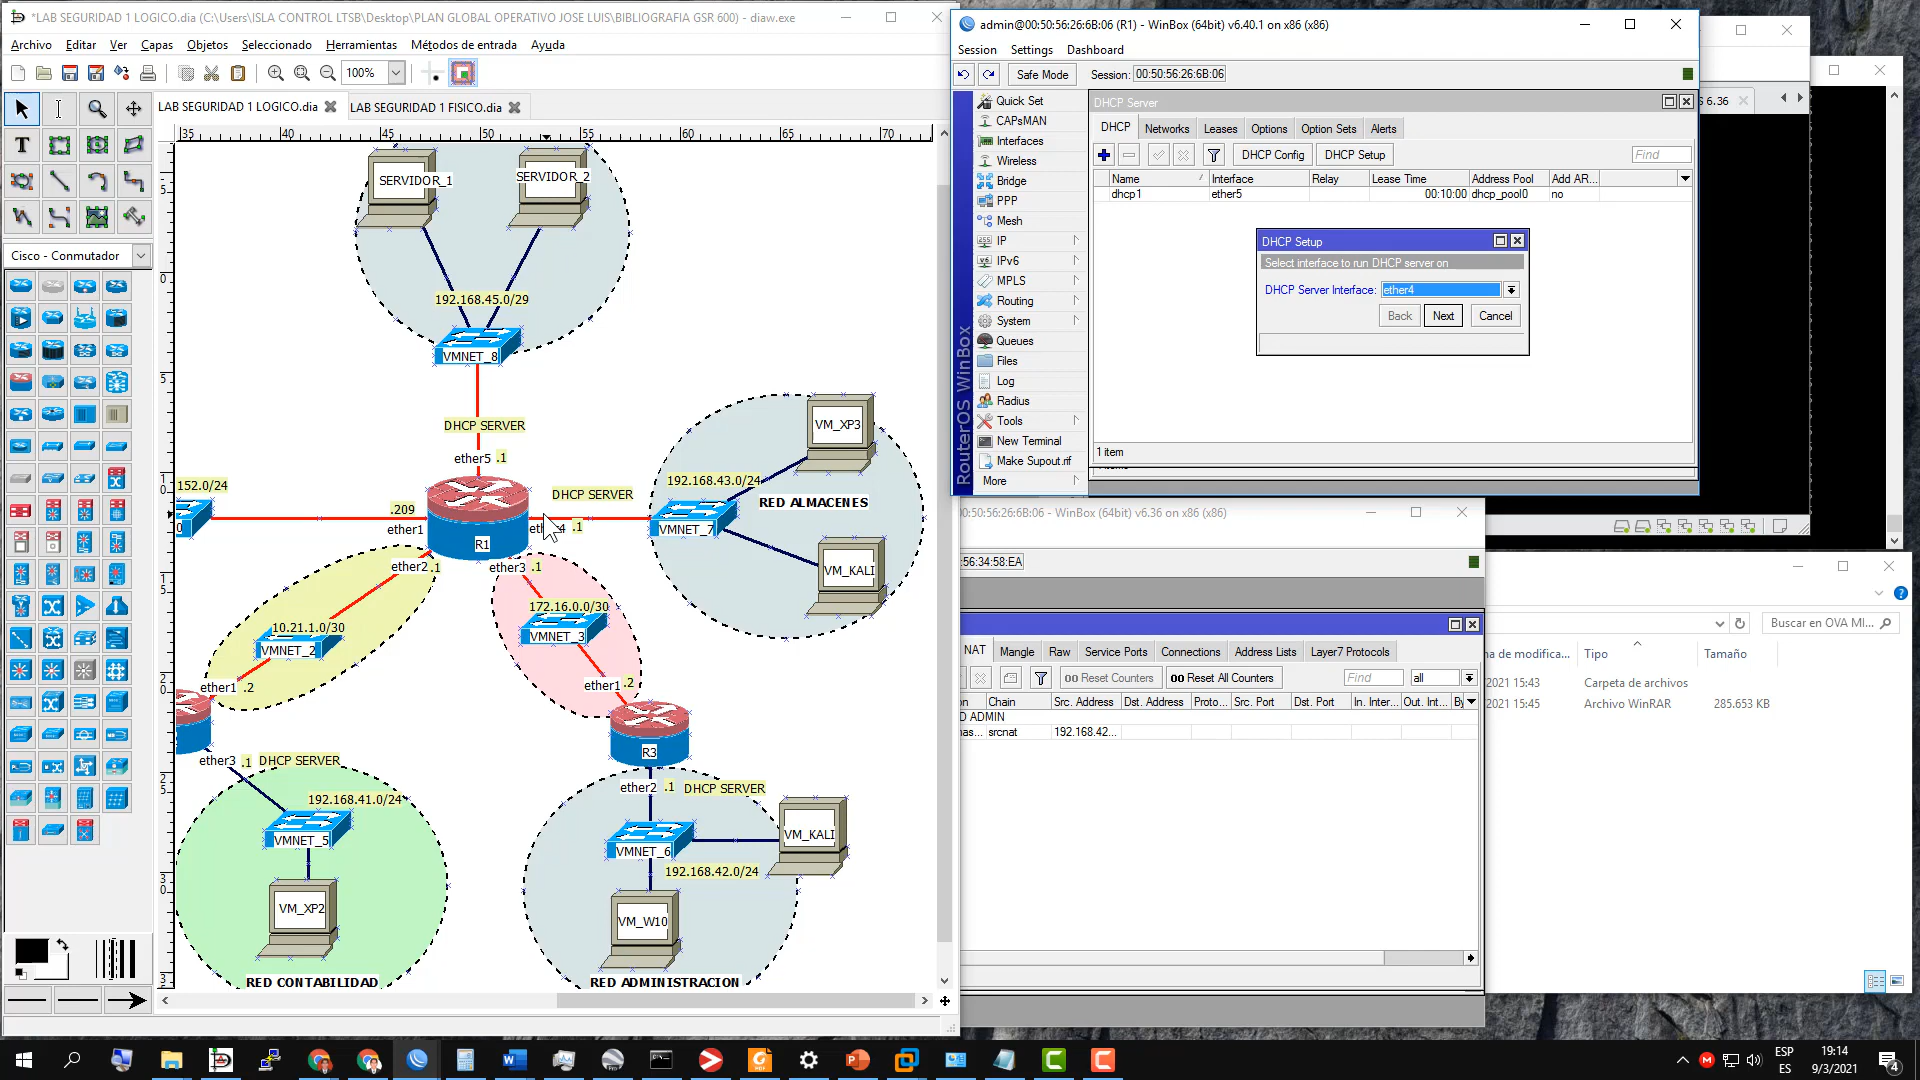 *LAB SEGURIDAD 1 LOGICO.dia (C:\Users\ISLA CONTROL LTSB\Desktop\PLAN GLOBAL OPERATIVO JOSE LUIS\BIBLIOGRAFIA GSR 600) - diaw.exe
Archivo Editar Ver Capas Objetos Seleccionado Herramientas Métodos de entrada Ayuda
100%
LAB SEGURIDAD 1 LOGICO.dia
LAB SEGURIDAD 1 FISICO.dia
35 40 45 50 55 60 65 70
Cisco - Conmutador
SERVIDOR_1
SERVIDOR_2
192.168.45.0/29
VMNET_8
DHCP SERVER
ether5 .1
VM_XP3
192.168.43.0/24
RED ALMACENES
VMNET_7
VM_KALI
152.0/24
.209
ether1
R1
DHCP SERVER
.1
ether2 .1
ether3 .1
10.21.1.0/30
VMNET_2
ether1 .2
172.16.0.0/30
VMNET_3
ether1 .2
R3
ether3 .1 DHCP SERVER
192.168.41.0/24
VMNET_5
VM_XP2
RED CONTABILIDAD
ether2 .1 DHCP SERVER
VMNET_6
VM_KALI
192.168.42.0/24
VM_W10
RED ADMINISTRACION
admin@00:50:56:26:6B:06 (R1) - WinBox (64bit) v6.40.1 on x86 (x86)
Session Settings Dashboard
Safe Mode Session: 00:50:56:26:6B:06
Quick Set
CAPsMAN
Interfaces
Wireless
Bridge
PPP
Mesh
IP
IPv6
MPLS
Routing
System
Queues
Files
Log
Radius
Tools
New Terminal
Make Supout.rif
More
RouterOS WinBox
DHCP Server
DHCP Networks Leases Options Option Sets Alerts
DHCP Config DHCP Setup Find
Name Interface Relay Lease Time Address Pool Add AR...
dhcp1 ether5 00:10:00 dhcp_pool0 no
DHCP Setup
Select interface to run DHCP server on
DHCP Server Interface: ether4
Back Next Cancel
1 item
6.36
:50:56:26:6B:06 - WinBox (64bit) v6.36 on x86 (x86)
:56:34:58:EA
NAT Mangle Raw Service Ports Connections Address Lists Layer7 Protocols
Reset Counters Reset All Counters Find all
Chain Src. Address Dst. Address Proto... Src. Port Dst. Port In. Inter... Out. Int...
D ADMIN
srcnat 192.168.42...
Buscar en OVA MI...
a de modifica... Tipo Tamaño
2021 15:43 Carpeta de archivos
2021 15:45 Archivo WinRAR 285.653 KB
ESP
ES
19:14
9/3/2021
4